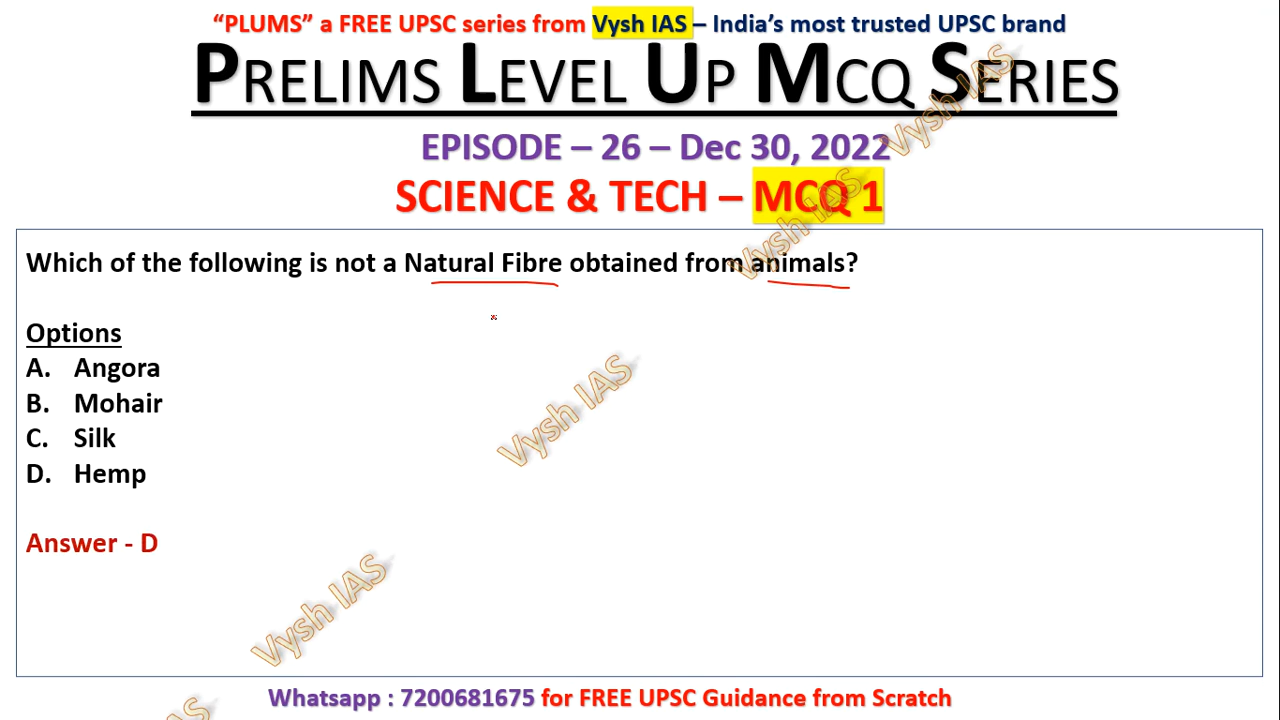 “PLUMS” a FREE UPSC series from Vysh IAS – India’s most trusted UPSC brand
PRELIMS LEVEL UP MCQ SERIES
EPISODE – 26 – Dec 30, 2022
SCIENCE & TECH – MCQ 1
Which of the following is not a Natural Fibre obtained from animals?
Options
A. Angora
B. Mohair
C. Silk
D. Hemp
Answer - D
Whatsapp : 7200681675 for FREE UPSC Guidance from Scratch
Vysh IAS
Vysh IAS
Vysh IAS
Vysh IAS
IAS